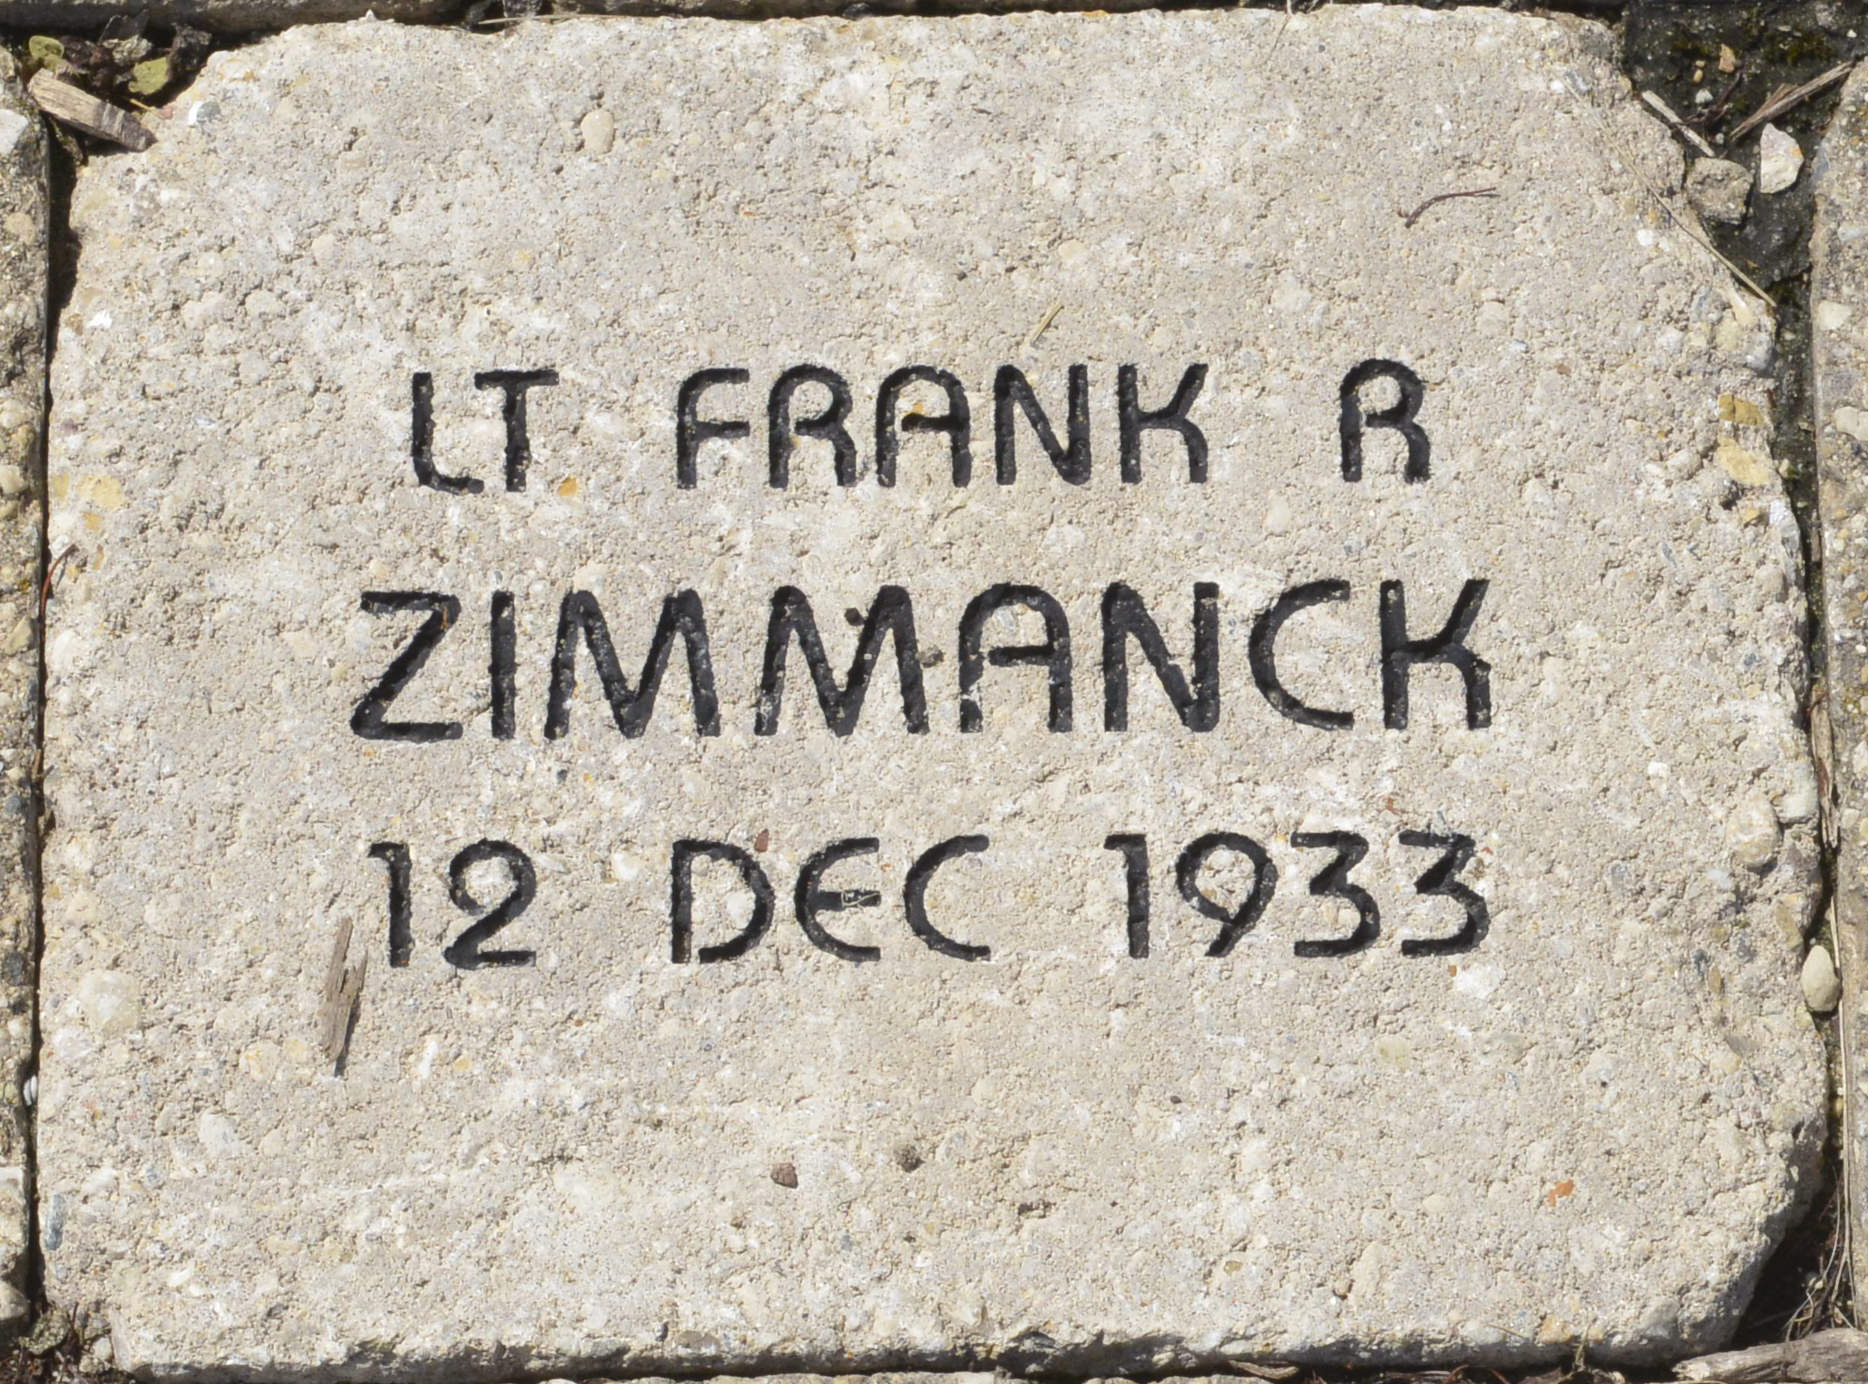 LT FRANK R
ZIMMANCK
12 DEC 1933